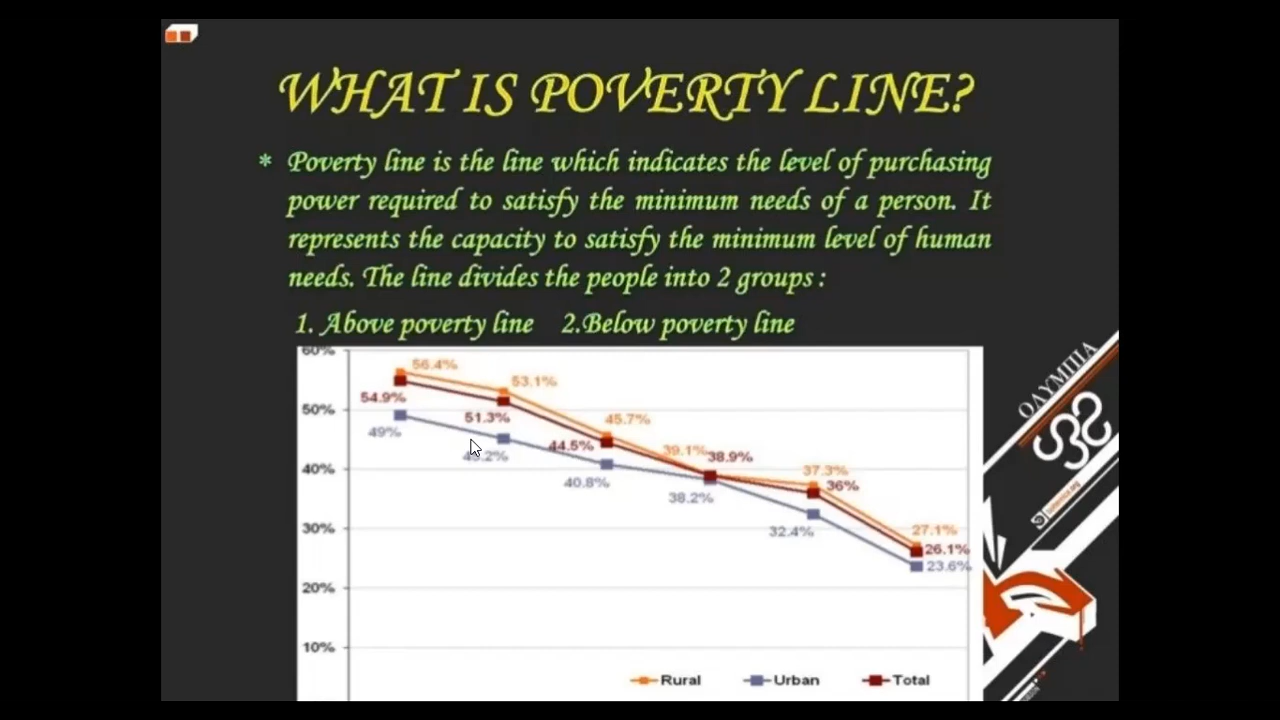 WHAT IS POVERTY LINE?
* Poverty line is the line which indicates the level of purchasing
power required to satisfy the minimum needs of a person. It
represents the capacity to satisfy the minimum level of human
needs. The line divides the people into 2 groups :
1. Above poverty line 2.Below poverty line
60%
56.4%
53.1%
54.9%
50%
51.3%
45.7%
49%
44.5%
39.1%
38.9%
40%
40.8%
37.3%
36%
38.2%
32.4%
30%
27.1%
26.1%
23.6%
20%
10%
Rural Urban Total
ΟΛΥΜΠΙΑ